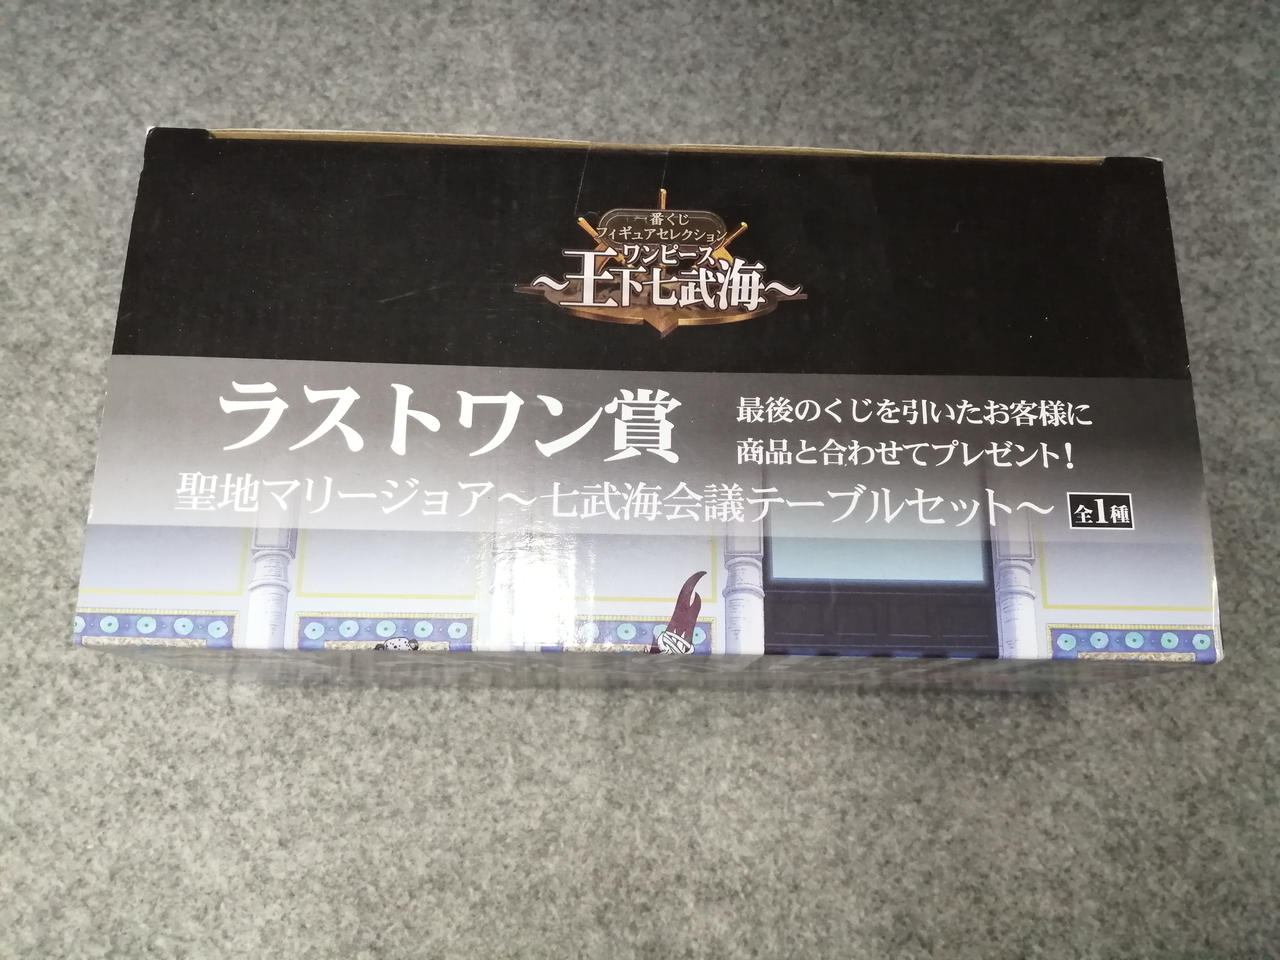 一番くじ
フィギュアセレクション
ワンピース
～王下七武海～
ラストワン賞
最後のくじを引いたお客様に
商品と合わせてプレゼント！
聖地マリージョア～七武海会議テーブルセット～
全1種